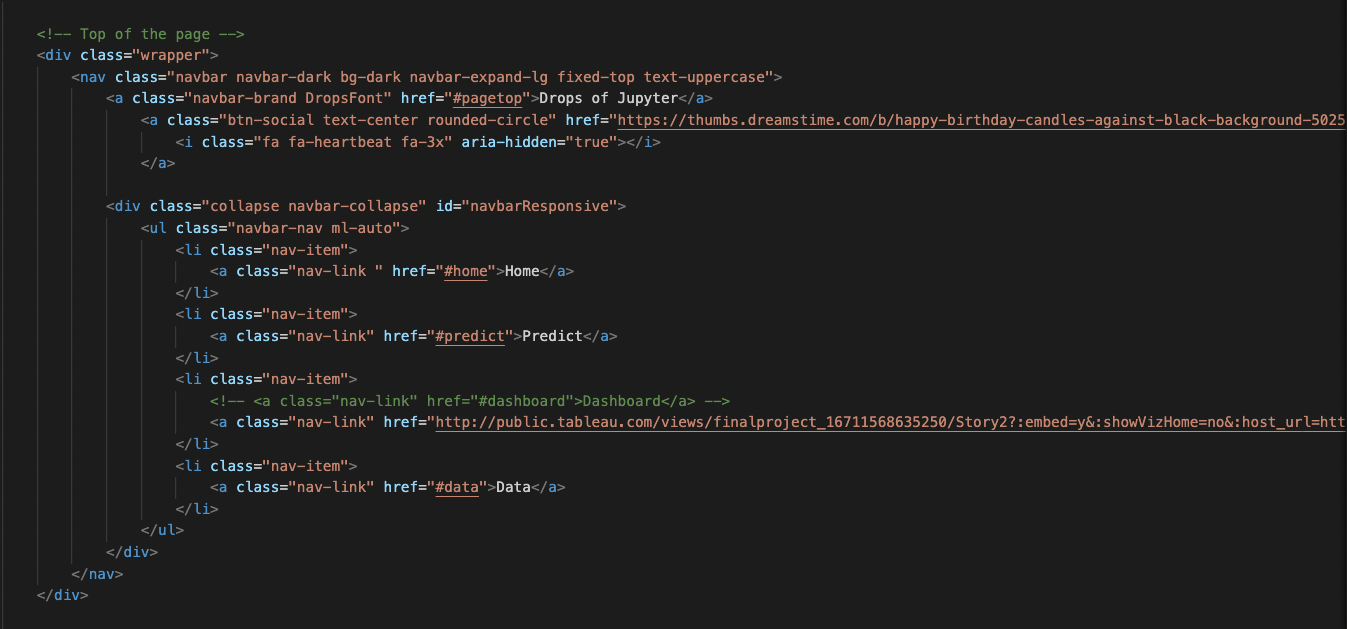 <!-- Top of the page -->
<div class="wrapper">
<nav class="navbar navbar-dark bg-dark navbar-expand-lg fixed-top text-uppercase">
<a class="navbar-brand DropsFont" href="#pagetop">Drops of Jupyter</a>
<a class="btn-social text-center rounded-circle" href="https://thumbs.dreamstime.com/b/happy-birthday-candles-against-black-background-5025
<i class="fa fa-heartbeat fa-3x" aria-hidden="true"></i>
</a>
<div class="collapse navbar-collapse" id="navbarResponsive">
<ul class="navbar-nav ml-auto">
<li class="nav-item">
<a class="nav-link " href="#home">Home</a>
</li>
<li class="nav-item">
<a class="nav-link" href="#predict">Predict</a>
</li>
<li class="nav-item">
<!-- <a class="nav-link" href="#dashboard">Dashboard</a> -->
<a class="nav-link" href="http://public.tableau.com/views/finalproject_16711568635250/Story2?:embed=y&:showVizHome=no&:host_url=htt
</li>
<li class="nav-item">
<a class="nav-link" href="#data">Data</a>
</li>
</ul>
</div>
</nav>
</div>